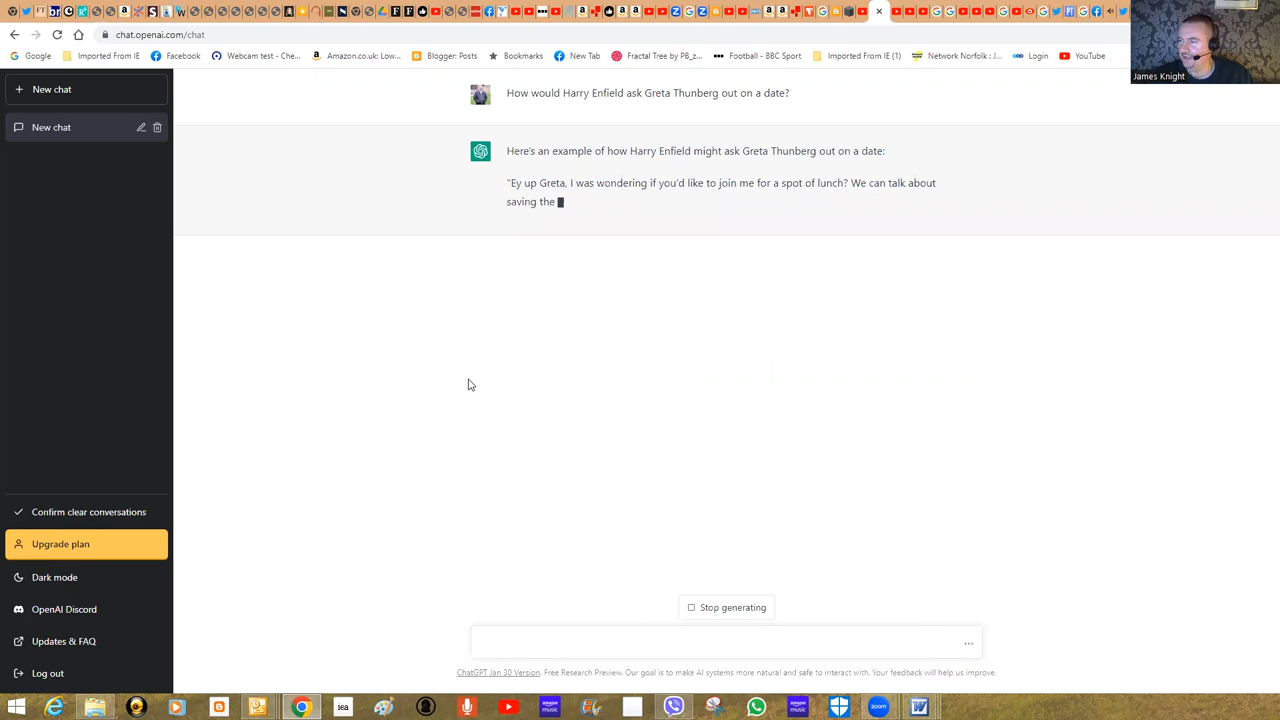 chat.openai.com/chat
Google
Imported From IE
Facebook
Webcam test - Che...
Amazon.co.uk: Low...
Blogger: Posts
Bookmarks
New Tab
Fractal Tree by PB_z...
Football - BBC Sport
Imported From IE (1)
Network Norfolk : J...
Login
YouTube
James Knight
New chat
New chat
How would Harry Enfield ask Greta Thunberg out on a date?
Here's an example of how Harry Enfield might ask Greta Thunberg out on a date:
"Ey up Greta, I was wondering if you'd like to join me for a spot of lunch? We can talk about
saving the
Confirm clear conversations
Upgrade plan
Dark mode
OpenAI Discord
Updates & FAQ
Log out
Stop generating
ChatGPT Jan 30 Version. Free Research Preview. Our goal is to make AI systems more natural and safe to interact with. Your feedback will help us improve.